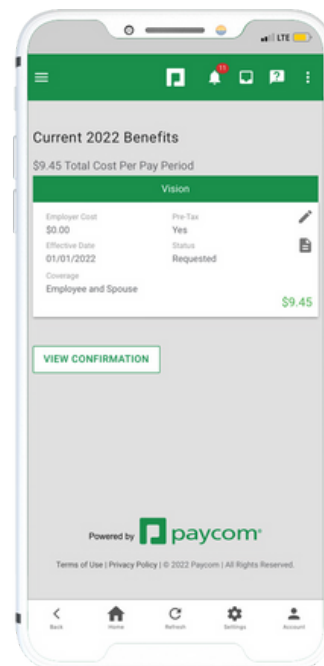 LTE
11
?
Current 2022 Benefits
$9.45 Total Cost Per Pay Period
Vision
Employer Cost
Pre-Tax
$0.00
Yes
Effective Date
Status
01/01/2022
Requested
Coverage
Employee and Spouse
$9.45
VIEW CONFIRMATION
Powered by paycom
Terms of Use | Privacy Policy | © 2022 Paycom | All Rights Reserved.
Back Home Refresh Settings Account